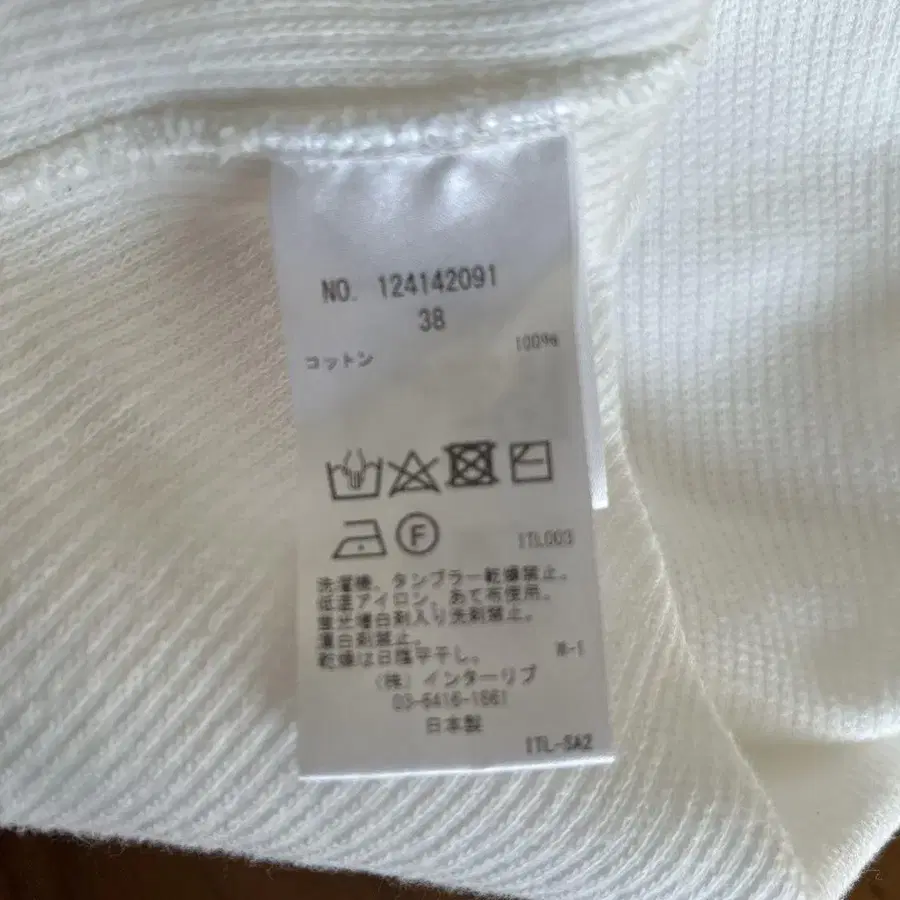 NO. 124142091
38
コットン 100%
F
ITL003
洗濯機、タンブラー乾燥禁止。
低温アイロン、あて布使用。
蛍光増白剤入り洗剤禁止。
漂白剤禁止。
乾燥は日陰平干し。 M-1
(株)インターリブ
03-6416-1861
日本製
ITL-SA2